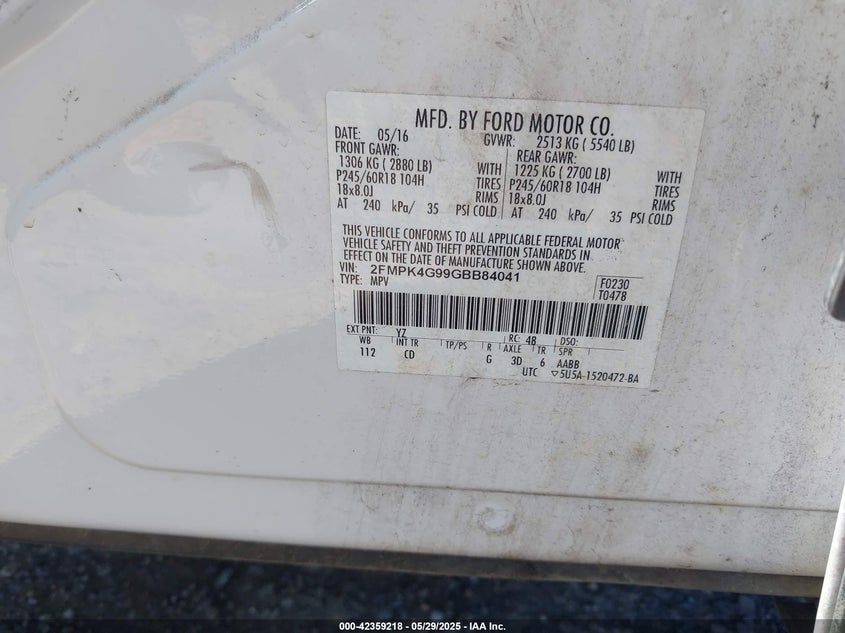 MFD. BY FORD MOTOR CO.
DATE: 05/16 GVWR: 2513 KG ( 5540 LB)
FRONT GAWR: REAR GAWR:
1306 KG ( 2880 LB) WITH 1225 KG ( 2700 LB) WITH
P245/60R18 104H TIRES P245/60R18 104H TIRES
18x8.0J RIMS 18x8.0J RIMS
AT 240 kPa/ 35 PSI COLD AT 240 kPa/ 35 PSI COLD
THIS VEHICLE CONFORMS TO ALL APPLICABLE FEDERAL MOTOR
VEHICLE SAFETY AND THEFT PREVENTION STANDARDS IN
EFFECT ON THE DATE OF MANUFACTURE SHOWN ABOVE.
VIN: 2FMPK4G99GBB84041 F0230
TYPE: MPV T0478
EXT PNT: YZ RC: 48 DSO:
WB INT TR TP/PS R AXLE TR SPR
112 CD G 3D 6 AABB
UTC ▽5U5A-1520472-BA
000-42359218 - 05/29/2025 - IAA Inc.